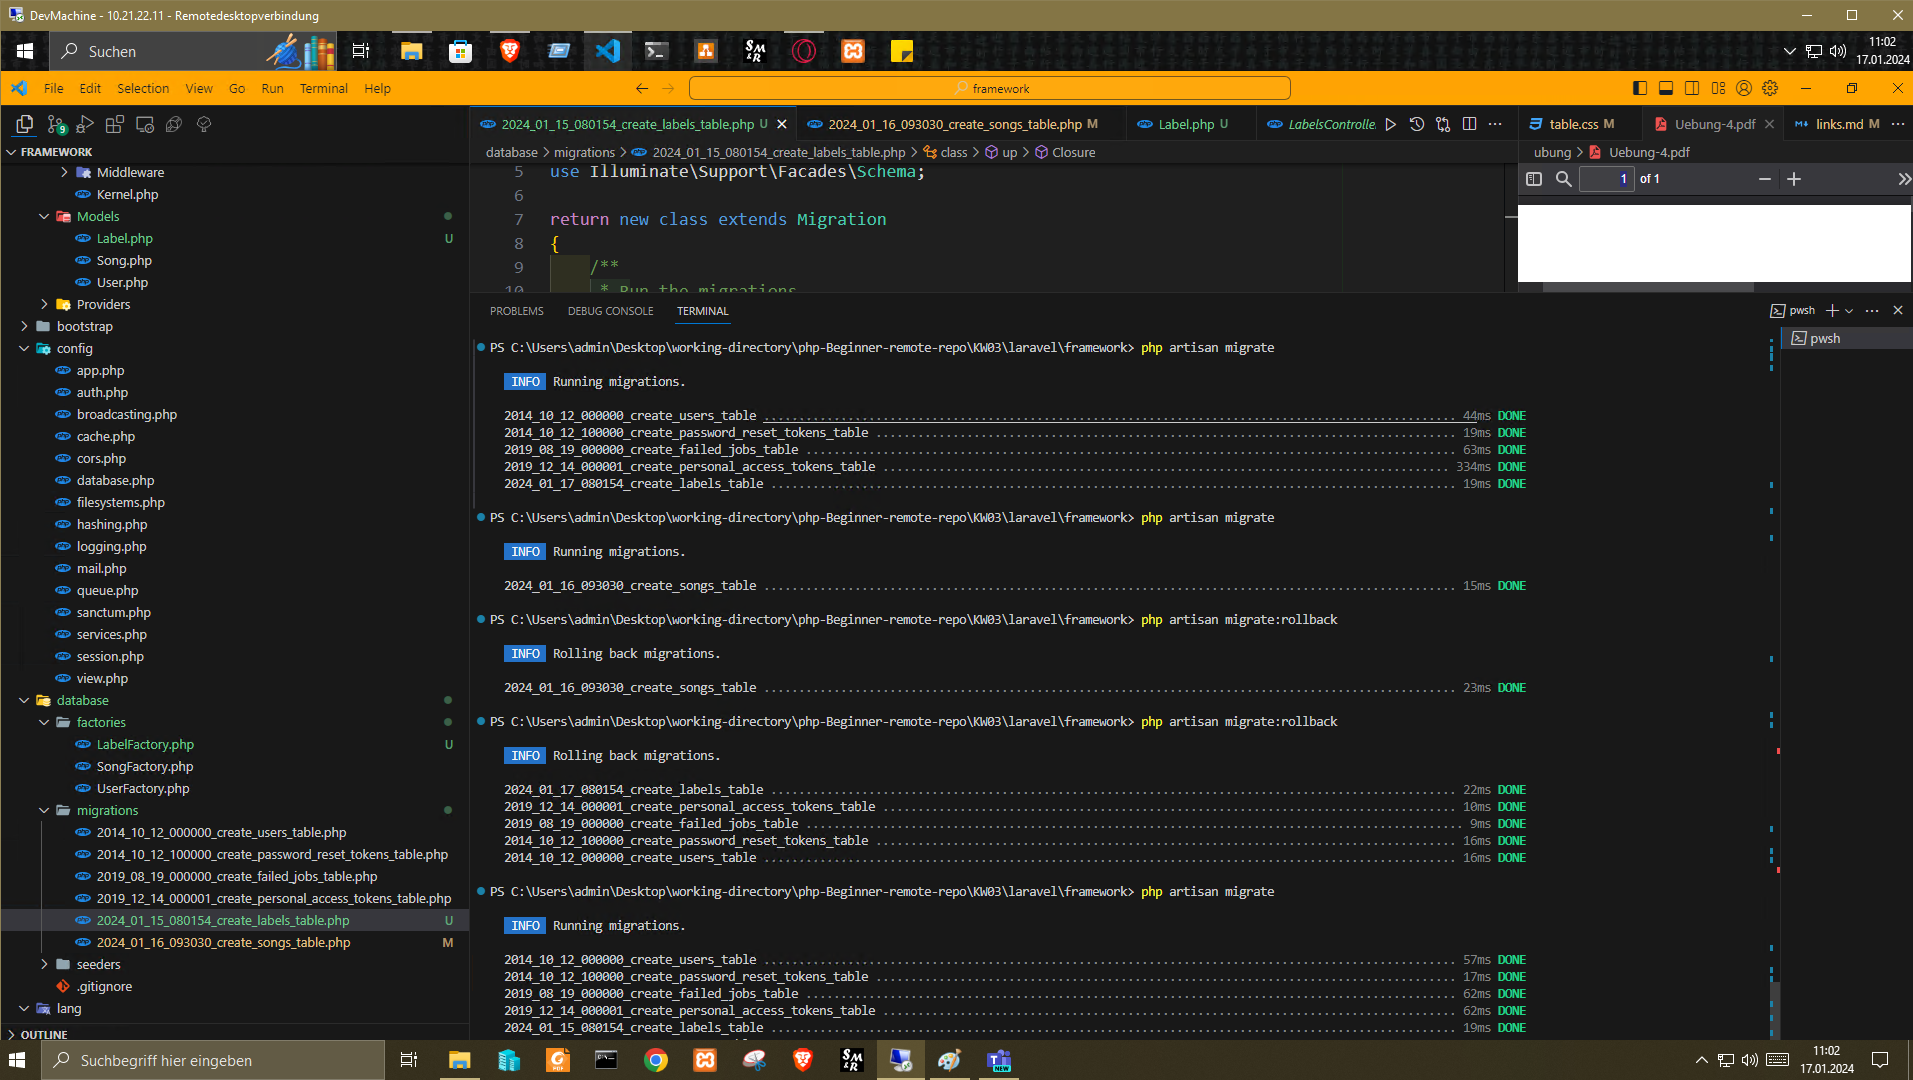 DevMachine - 10.21.22.11 - Remotedesktopverbindung
Suchen
11:02
17.01.2024
File Edit Selection View Go Run Terminal Help
framework
FRAMEWORK
Middleware
Kernel.php
Models
Label.php U
Song.php
User.php
Providers
bootstrap
config
app.php
auth.php
broadcasting.php
cache.php
cors.php
database.php
filesystems.php
hashing.php
logging.php
mail.php
queue.php
sanctum.php
services.php
session.php
view.php
database
factories
LabelFactory.php U
SongFactory.php
UserFactory.php
migrations
2014_10_12_000000_create_users_table.php
2014_10_12_100000_create_password_reset_tokens_table.php
2019_08_19_000000_create_failed_jobs_table.php
2019_12_14_000001_create_personal_access_tokens_table.php
2024_01_15_080154_create_labels_table.php U
2024_01_16_093030_create_songs_table.php M
seeders
.gitignore
lang
OUTLINE
2024_01_15_080154_create_labels_table.php U 2024_01_16_093030_create_songs_table.php M Label.php U LabelsControlle
database > migrations > 2024_01_15_080154_create_labels_table.php > class > up > Closure
5 use Illuminate\Support\Facades\Schema;
6
7 return new class extends Migration
8 {
9 /**
10 * Run the migrations
table.css M Uebung-4.pdf links.md M
ubung > Uebung-4.pdf
1 of 1
PROBLEMS DEBUG CONSOLE TERMINAL
pwsh
pwsh
PS C:\Users\admin\Desktop\working-directory\php-Beginner-remote-repo\KW03\laravel\framework> php artisan migrate
INFO Running migrations.
2014_10_12_000000_create_users_table 44ms DONE
2014_10_12_100000_create_password_reset_tokens_table 19ms DONE
2019_08_19_000000_create_failed_jobs_table 63ms DONE
2019_12_14_000001_create_personal_access_tokens_table 334ms DONE
2024_01_17_080154_create_labels_table 19ms DONE
PS C:\Users\admin\Desktop\working-directory\php-Beginner-remote-repo\KW03\laravel\framework> php artisan migrate
INFO Running migrations.
2024_01_16_093030_create_songs_table 15ms DONE
PS C:\Users\admin\Desktop\working-directory\php-Beginner-remote-repo\KW03\laravel\framework> php artisan migrate:rollback
INFO Rolling back migrations.
2024_01_16_093030_create_songs_table 23ms DONE
PS C:\Users\admin\Desktop\working-directory\php-Beginner-remote-repo\KW03\laravel\framework> php artisan migrate:rollback
INFO Rolling back migrations.
2024_01_17_080154_create_labels_table 22ms DONE
2019_12_14_000001_create_personal_access_tokens_table 10ms DONE
2019_08_19_000000_create_failed_jobs_table 9ms DONE
2014_10_12_100000_create_password_reset_tokens_table 16ms DONE
2014_10_12_000000_create_users_table 16ms DONE
PS C:\Users\admin\Desktop\working-directory\php-Beginner-remote-repo\KW03\laravel\framework> php artisan migrate
INFO Running migrations.
2014_10_12_000000_create_users_table 57ms DONE
2014_10_12_100000_create_password_reset_tokens_table 17ms DONE
2019_08_19_000000_create_failed_jobs_table 62ms DONE
2019_12_14_000001_create_personal_access_tokens_table 62ms DONE
2024_01_15_080154_create_labels_table 19ms DONE
Suchbegriff hier eingeben
11:02
17.01.2024